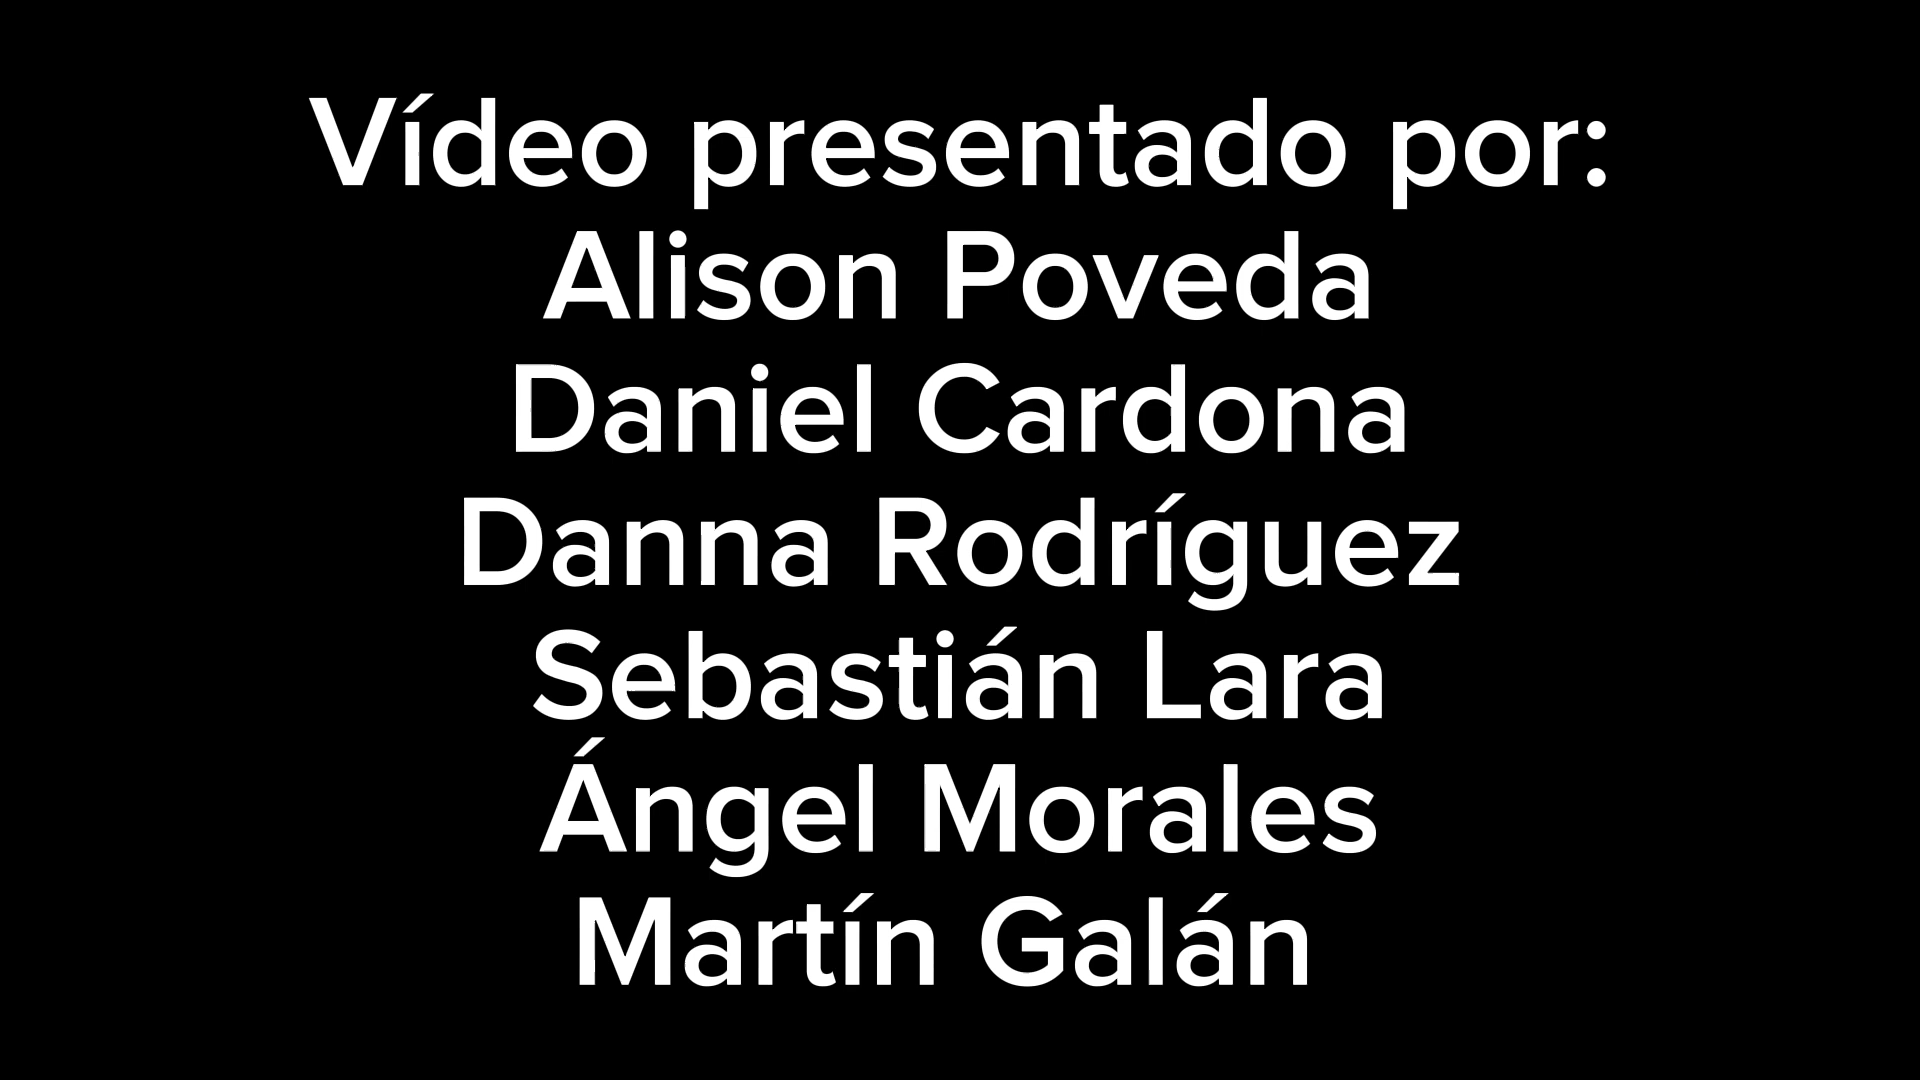 Vídeo presentado por:
Alison Poveda
Daniel Cardona
Danna Rodríguez
Sebastián Lara
Ángel Morales
Martín Galán